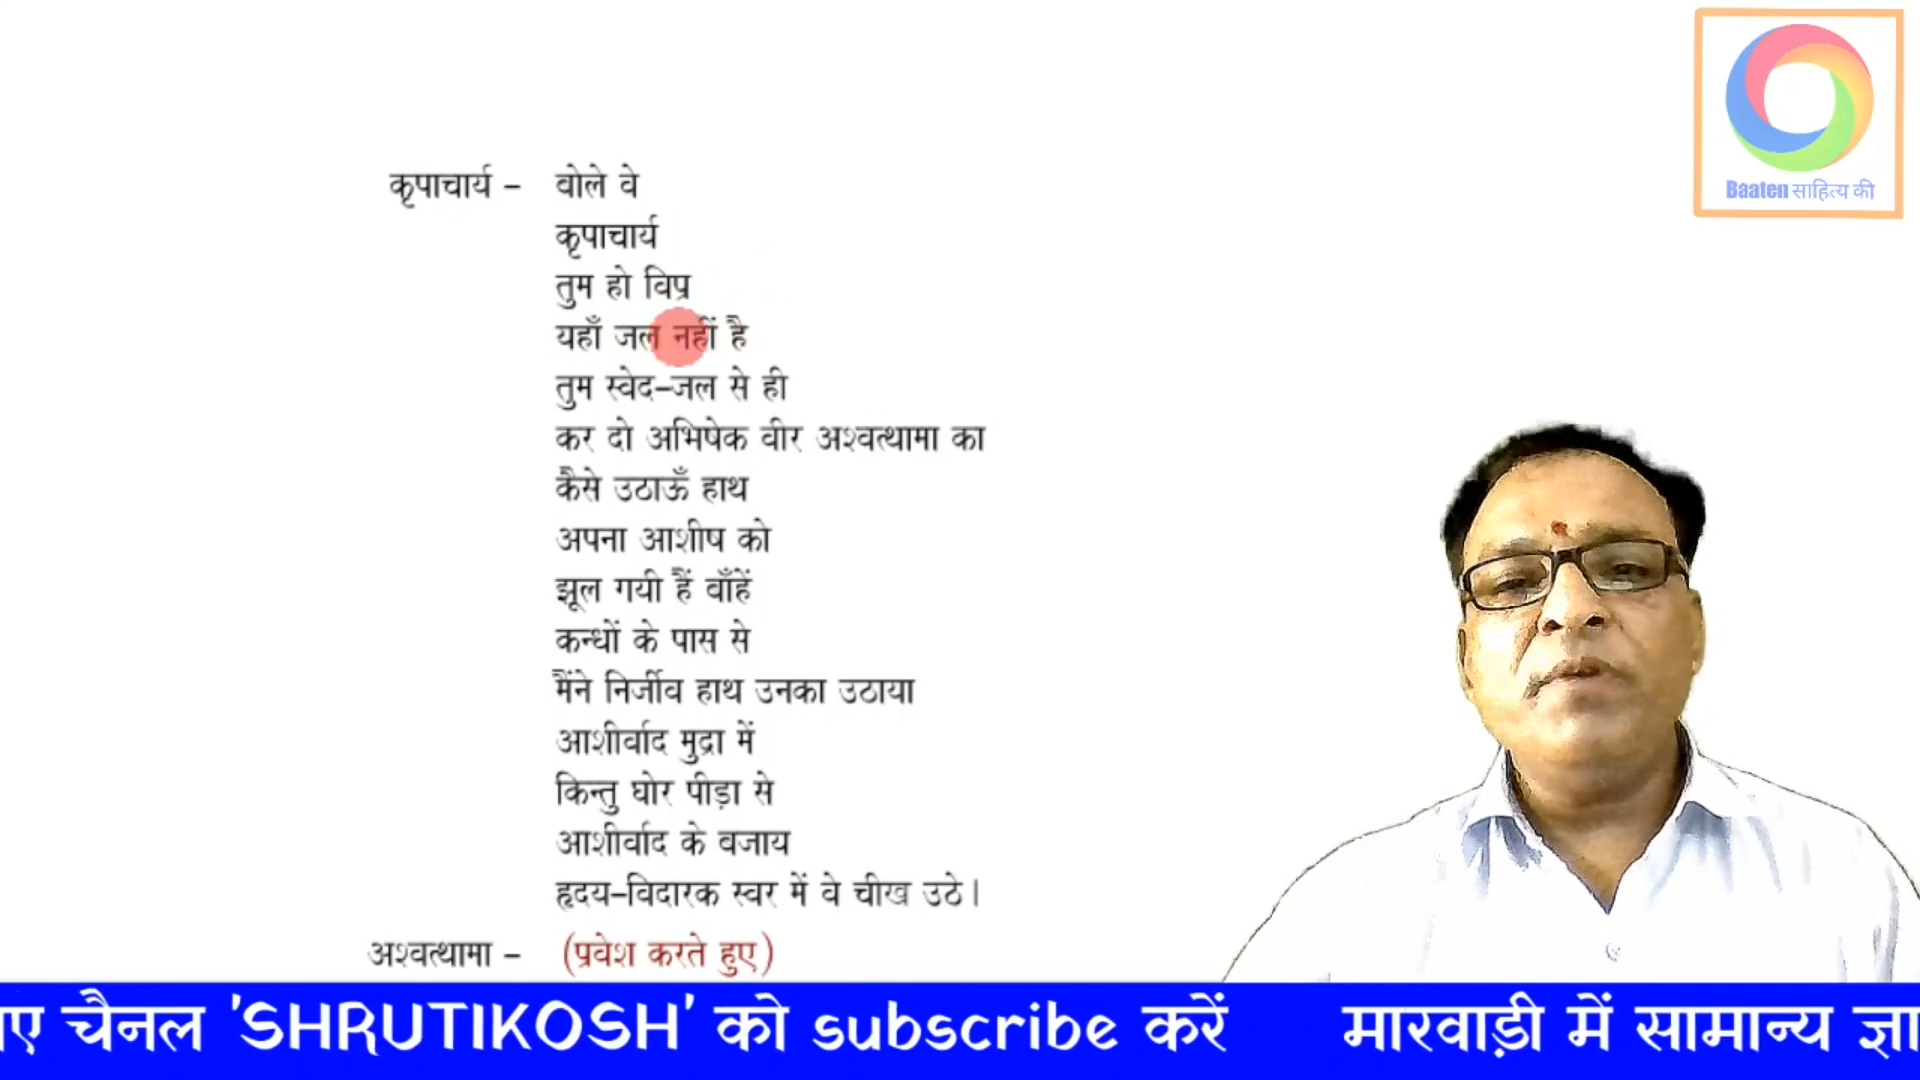 Baaten साहित्य की
कृपाचार्य – बोले वे
कृपाचार्य
तुम हो विप्र
यहाँ जल नहीं है
तुम स्वेद-जल से ही
कर दो अभिषेक वीर अश्वत्थामा का
कैसे उठाऊँ हाथ
अपना आशीष को
झूल गयी हैं बाँहें
कन्धों के पास से
मैंने निर्जीव हाथ उनका उठाया
आशीर्वाद मुद्रा में
किन्तु घोर पीड़ा से
आशीर्वाद के बजाय
हृदय-विदारक स्वर में वे चीख उठे।
अश्वत्थामा – (प्रवेश करते हुए)
चैनल 'SHRUTIKOSH' को subscribe करें मारवाड़ी में सामान्य